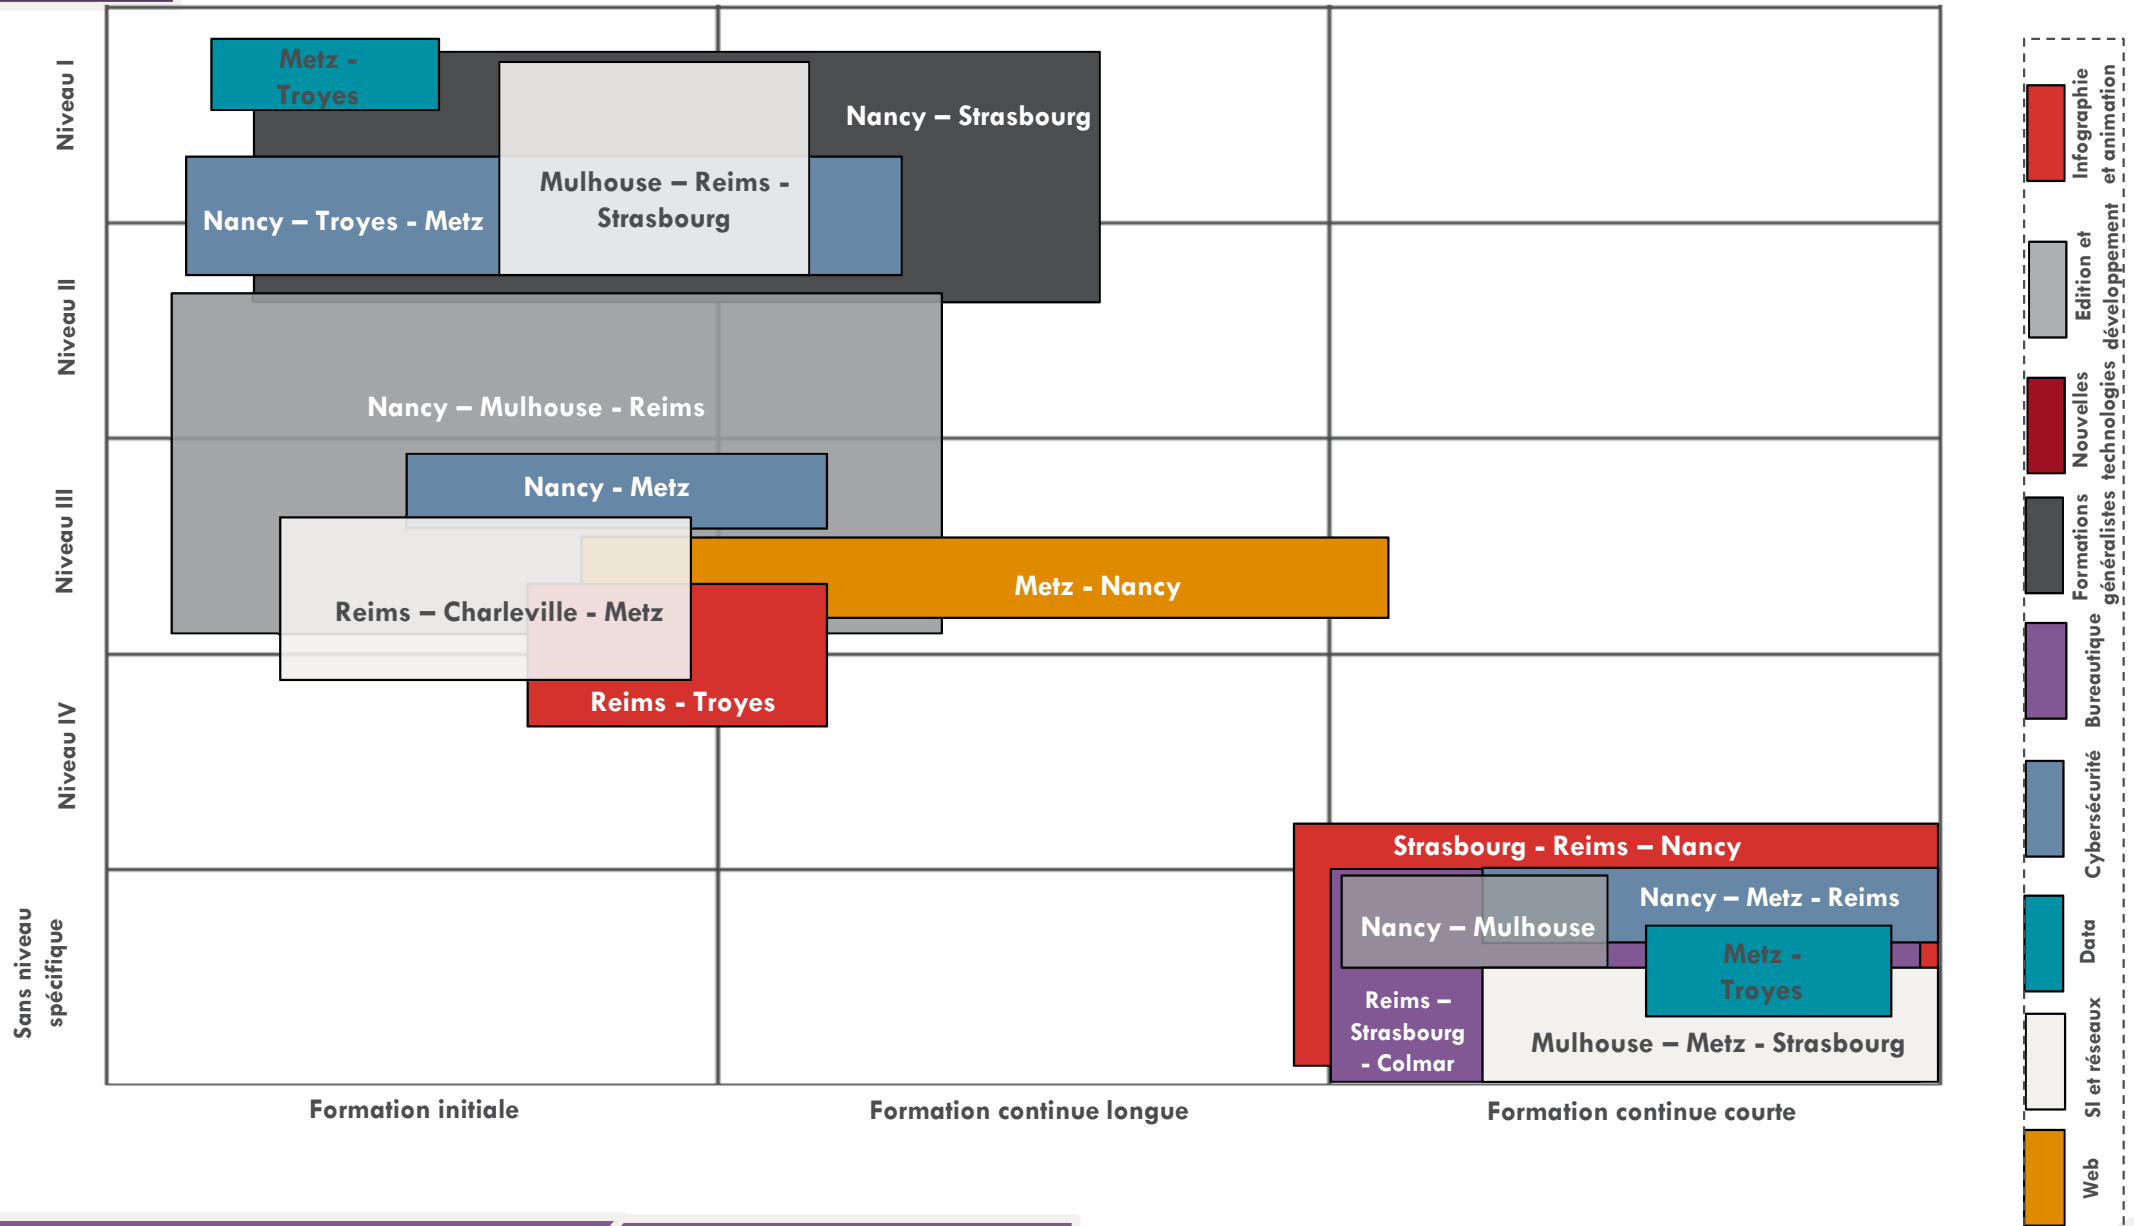 Niveau I
Metz -
Troyes
Nancy – Strasbourg
Mulhouse – Reims -
Strasbourg
Nancy – Troyes - Metz
Niveau II
Nancy – Mulhouse - Reims
Niveau III
Nancy - Metz
Metz - Nancy
Reims – Charleville - Metz
Niveau IV
Reims - Troyes
Sans niveau
spécifique
Strasbourg - Reims – Nancy
Nancy – Metz - Reims
Nancy – Mulhouse
Metz -
Troyes
Reims –
Strasbourg
- Colmar
Mulhouse – Metz - Strasbourg
Formation initiale
Formation continue longue
Formation continue courte
Infographie
et animation
Edition et
développement
Nouvelles
technologies
Formations
généralistes
Bureautique
Cybersécurité
Data
SI et réseaux
Web